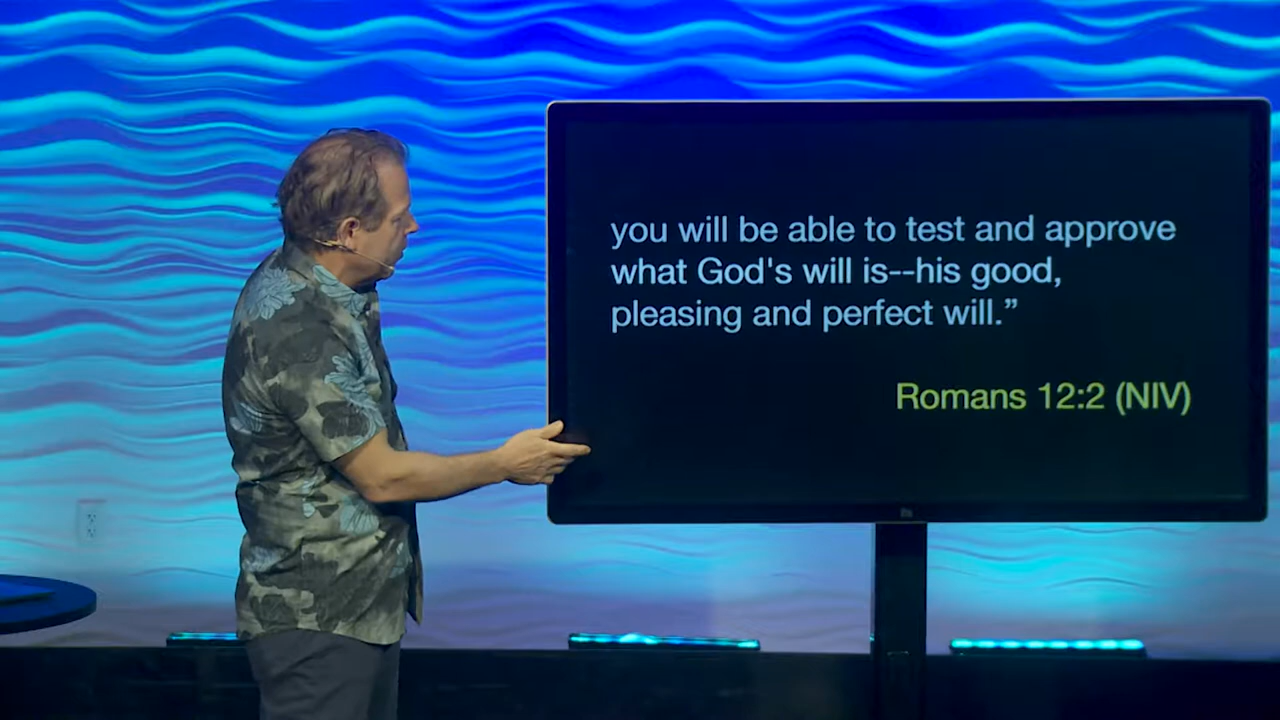 you will be able to test and approve
what God's will is--his good,
pleasing and perfect will.”
Romans 12:2 (NIV)